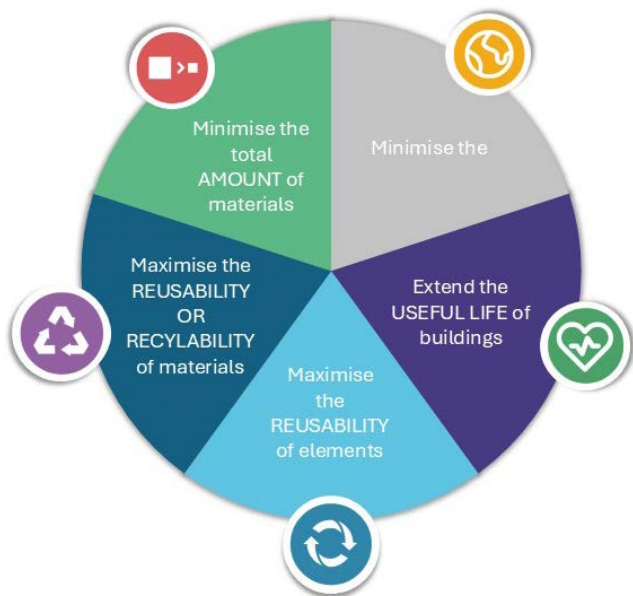 Minimise the
total
AMOUNT of
materials
Minimise the
Maximise the
REUSABILITY
OR
RECYLABILITY
of materials
Extend the
USEFUL LIFE of
buildings
Maximise
the
REUSABILITY
of elements